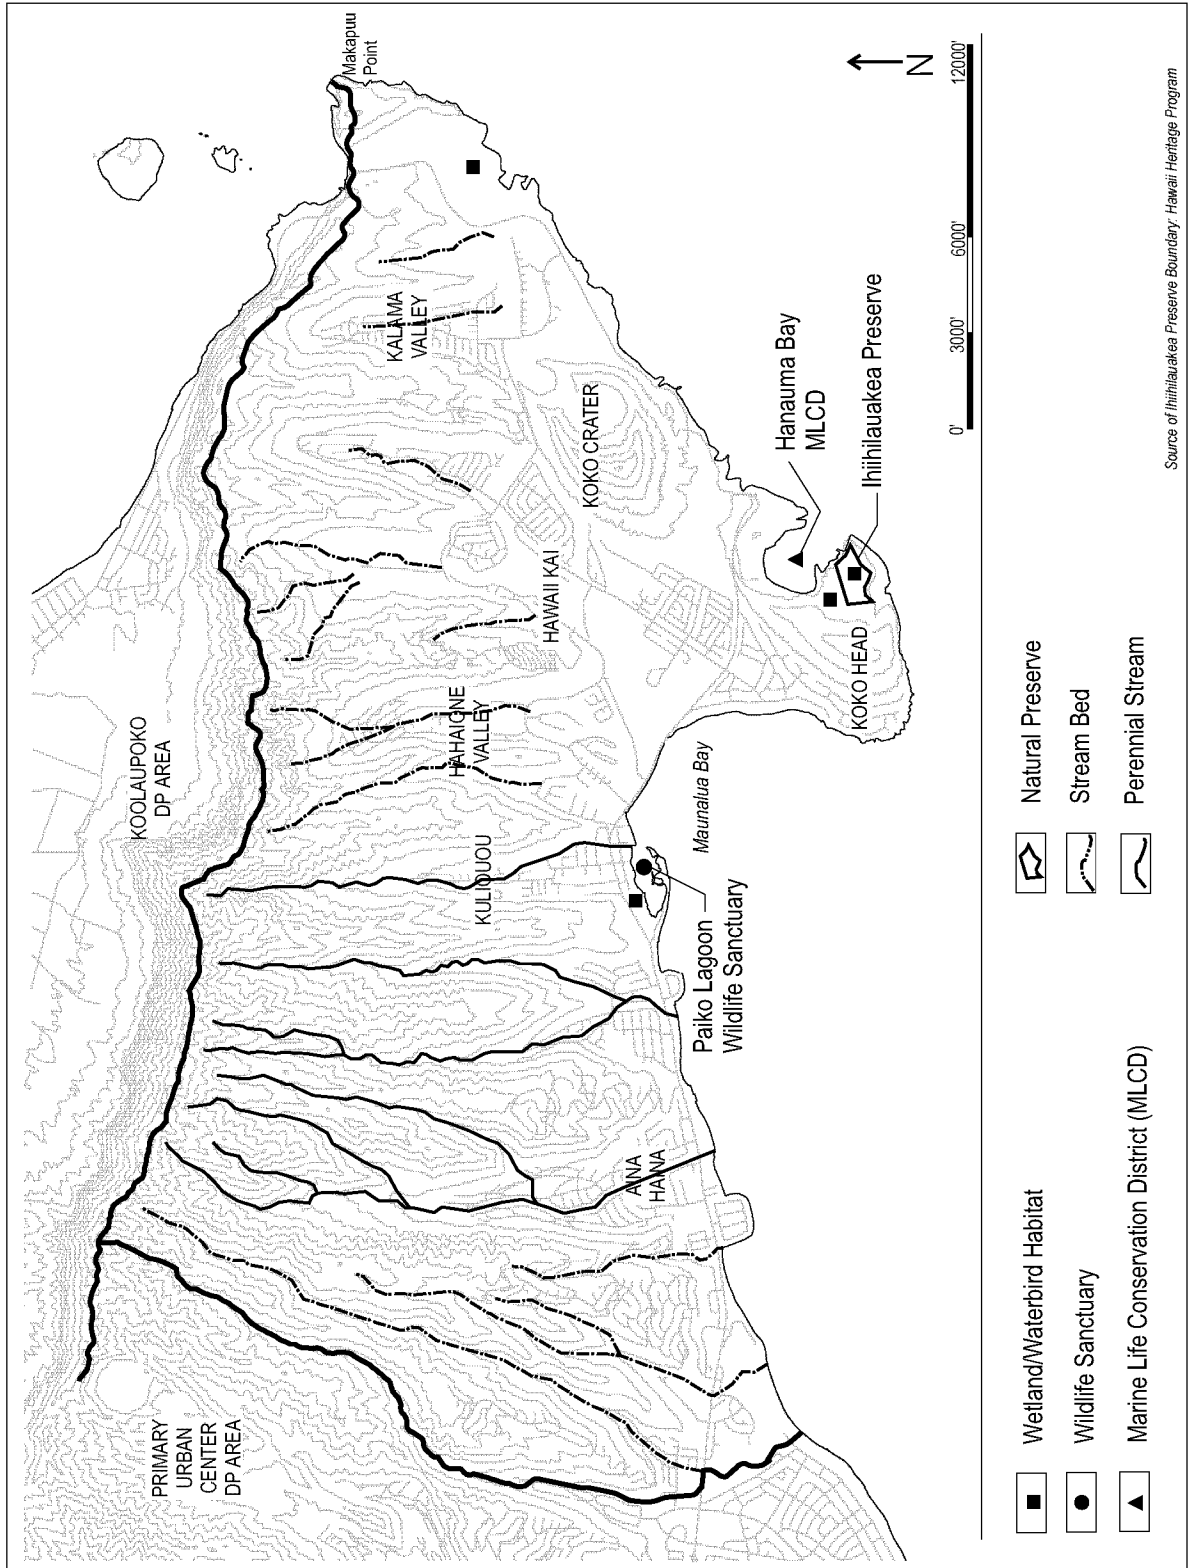 Makapuu
Point
KOOLAUPOKO
DP AREA
PRIMARY
URBAN
CENTER
DP AREA
KALAMA
VALLEY
KOKO CRATER
HAWAII KAI
HAHAIONE
VALLEY
KULIOUOU
AINA
HAINA
KOKO HEAD
Maunalua Bay
Paiko Lagoon
Wildlife Sanctuary
Hanauma Bay
MLCD
Ihiihilauakea Preserve
N
0'
3000'
6000'
12000'
Wetland/Waterbird Habitat
Wildlife Sanctuary
Marine Life Conservation District (MLCD)
Natural Preserve
Stream Bed
Perennial Stream
Source of Ihiihilauakea Preserve Boundary: Hawaii Heritage Program